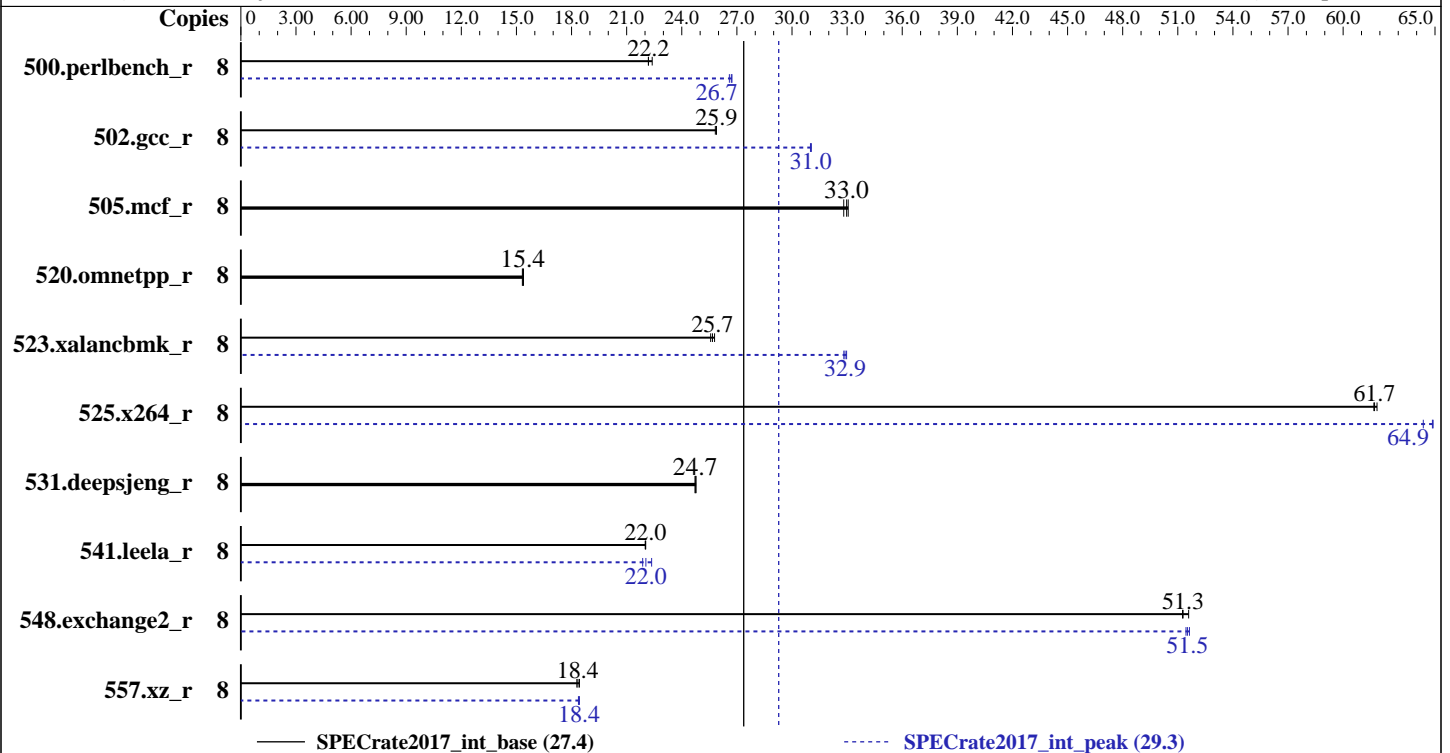 Copies 0 3.00 6.00 9.00 12.0 15.0 18.0 21.0 24.0 27.0 30.0 33.0 36.0 39.0 42.0 45.0 48.0 51.0 54.0 57.0 60.0 65.0
22.2
500.perlbench_r 8
26.7
25.9
502.gcc_r 8
31.0
33.0
505.mcf_r 8
15.4
520.omnetpp_r 8
25.7
523.xalancbmk_r 8
32.9
61.7
525.x264_r 8
64.9
24.7
531.deepsjeng_r 8
22.0
541.leela_r 8
22.0
51.3
548.exchange2_r 8
51.5
18.4
557.xz_r 8
18.4
SPECrate2017_int_base (27.4) SPECrate2017_int_peak (29.3)